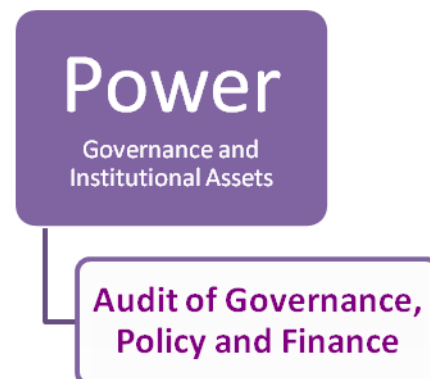 Power
Governance and
Institutional Assets
Audit of Governance,
Policy and Finance